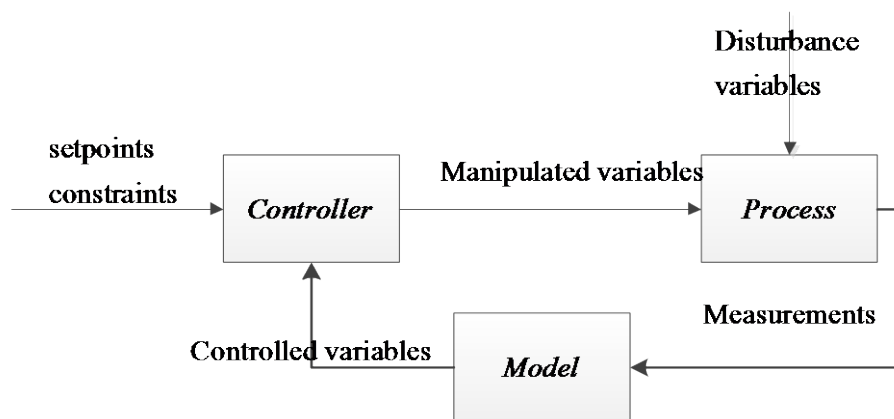 Disturbance
variables
setpoints
constraints
Controller
Manipulated variables
Process
Measurements
Controlled variables
Model